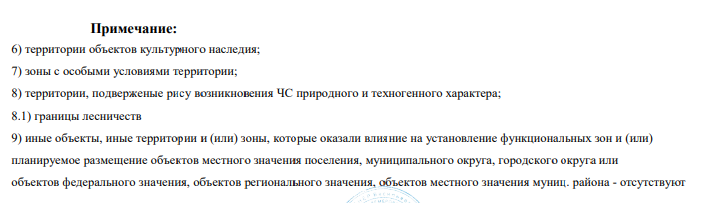 Примечание:
6) территории объектов культурного наследия;
7) зоны с особыми условиями территории;
8) территории, подверженые рису возникновения ЧС природного и техногенного характера;
8.1) границы лесничеств
9) иные объекты, иные территории и (или) зоны, которые оказали влияние на установление функциональных зон и (или)
планируемое размещение объектов местного значения поселения, муниципального округа, городского округа или
объектов федерального значения, объектов регионального значения, объектов местного значения муниц. района - отсутствуют